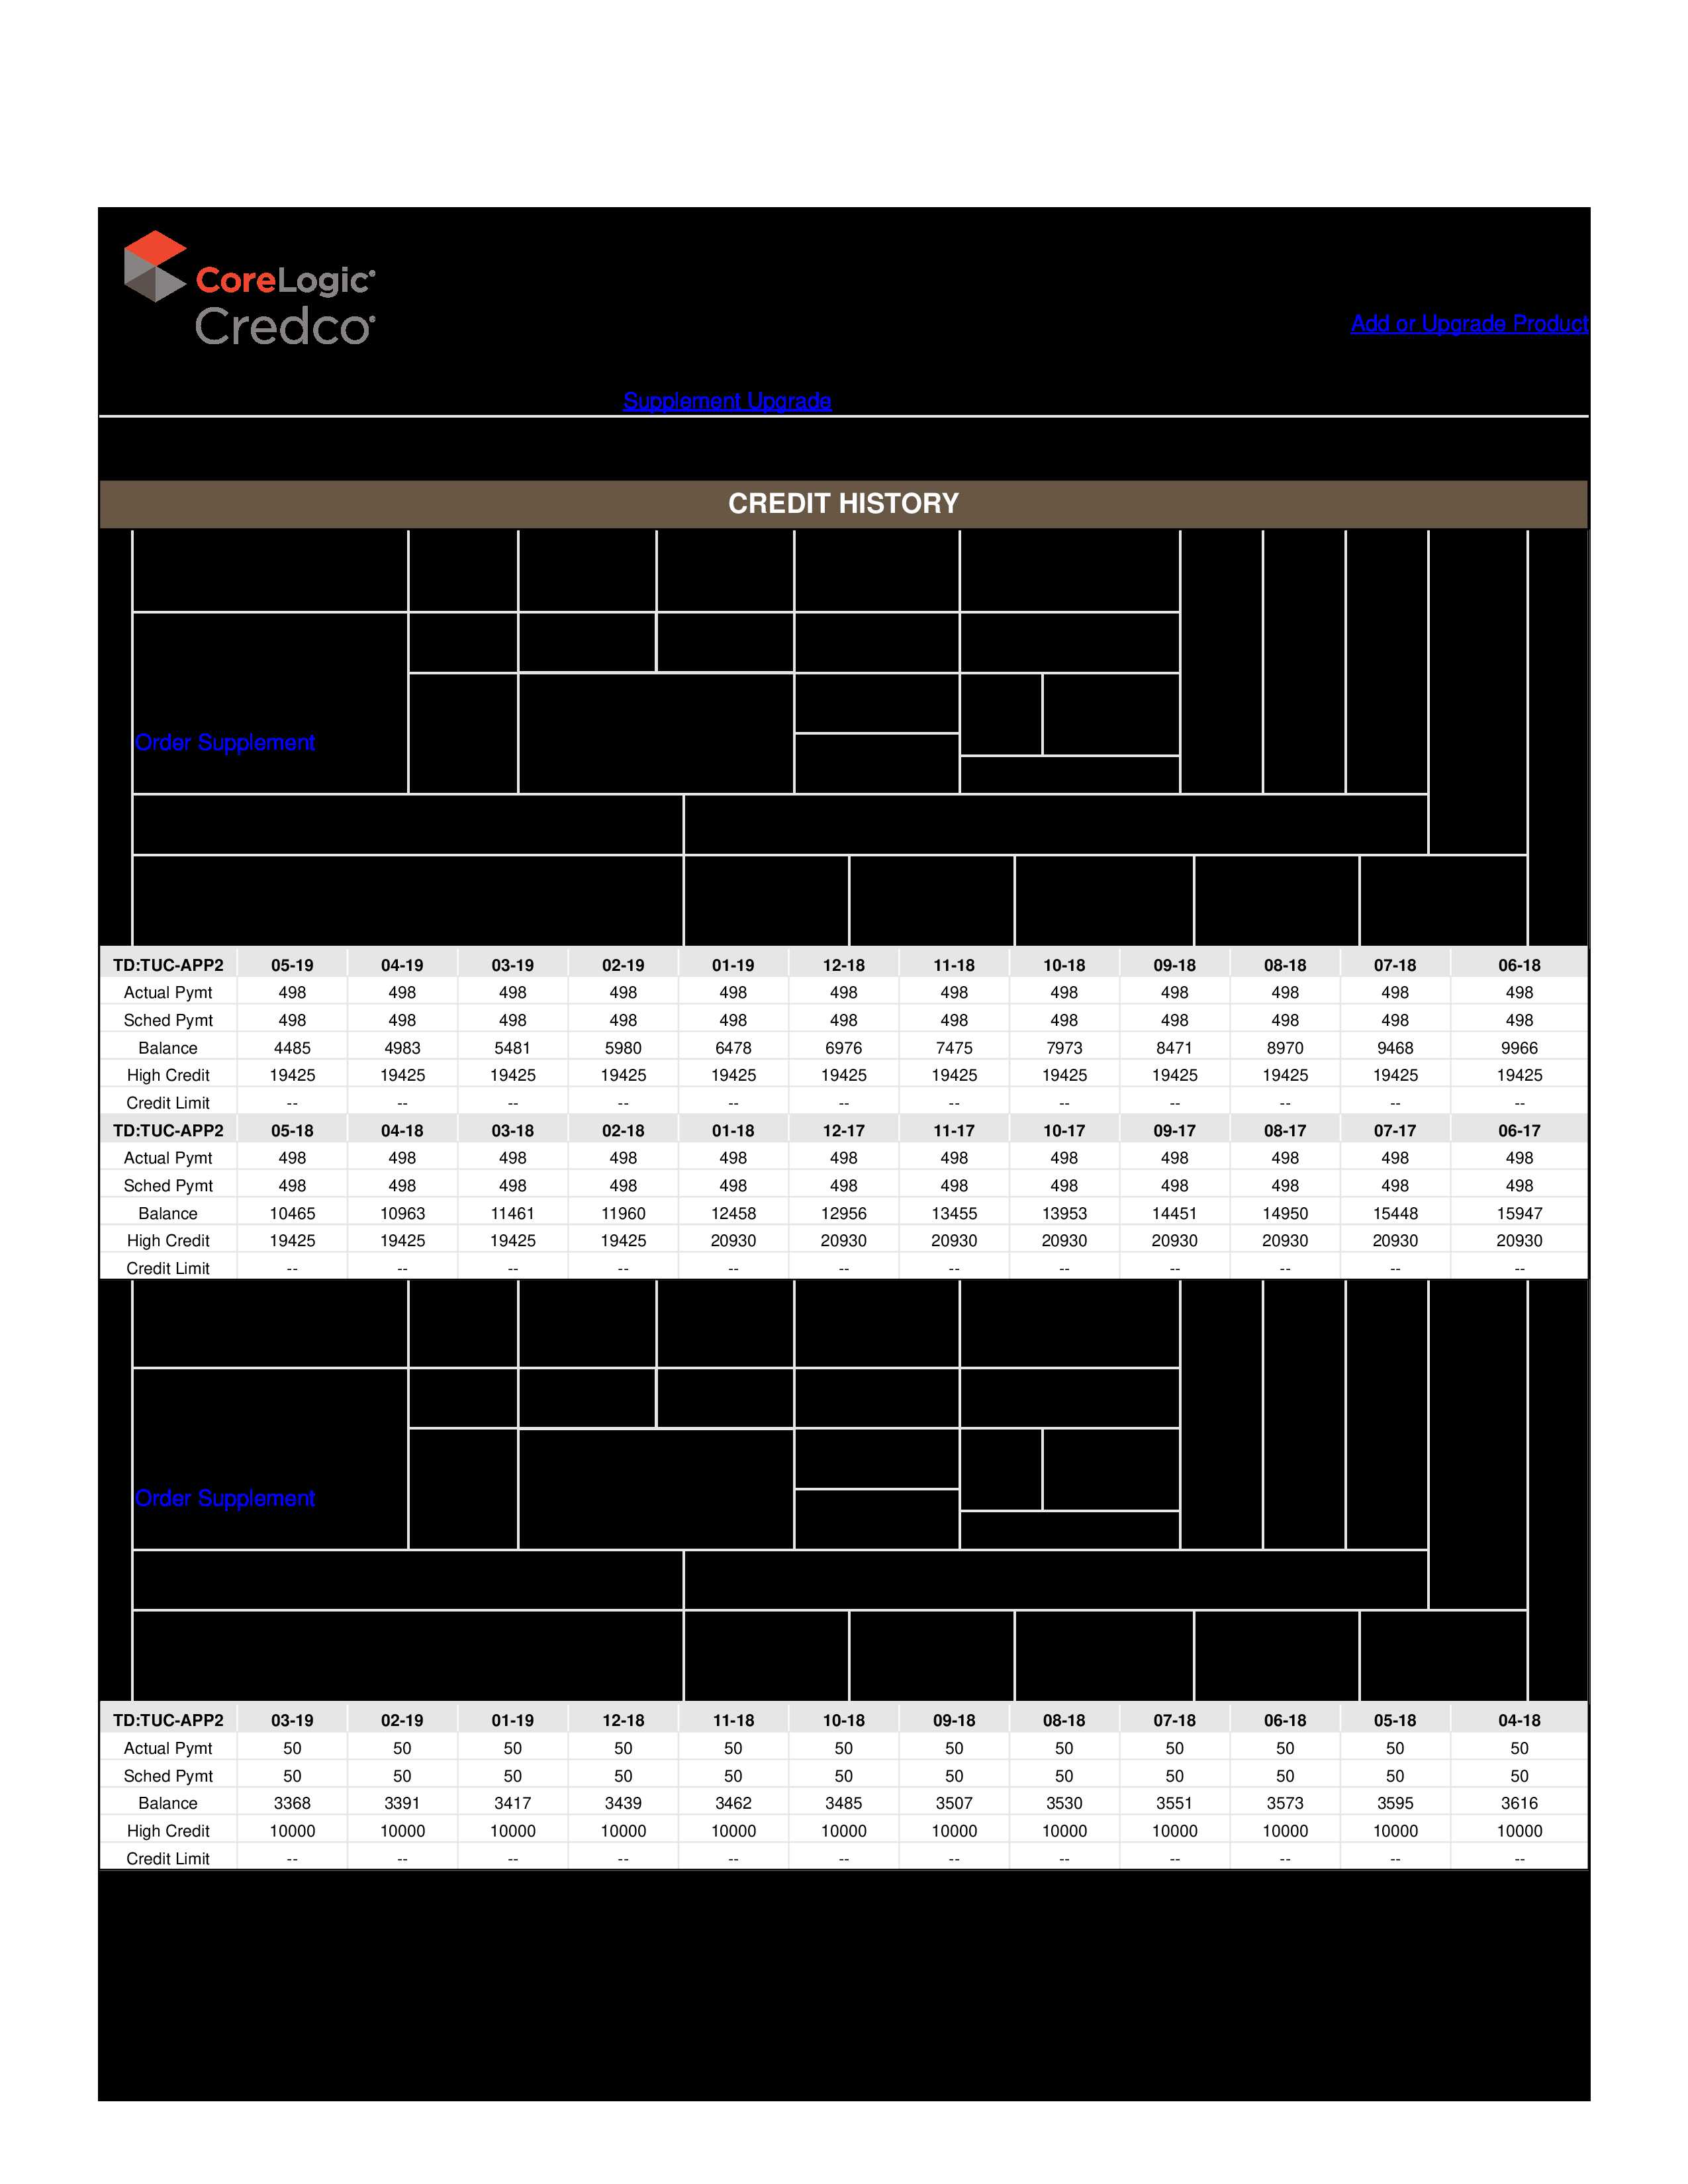 CoreLogic
Credco
Add or Upgrade Product
Supplement Upgrade
CREDIT HISTORY
Order Supplement
TD:TUC-APP2 05-19 04-19 03-19 02-19 01-19 12-18 11-18 10-18 09-18 08-18 07-18 06-18
Actual Pymt 498 498 498 498 498 498 498 498 498 498 498 498
Sched Pymt 498 498 498 498 498 498 498 498 498 498 498 498
Balance 4485 4983 5481 5980 6478 6976 7475 7973 8471 8970 9468 9966
High Credit 19425 19425 19425 19425 19425 19425 19425 19425 19425 19425 19425 19425
Credit Limit -- -- -- -- -- -- -- -- -- -- -- --
TD:TUC-APP2 05-18 04-18 03-18 02-18 01-18 12-17 11-17 10-17 09-17 08-17 07-17 06-17
Actual Pymt 498 498 498 498 498 498 498 498 498 498 498 498
Sched Pymt 498 498 498 498 498 498 498 498 498 498 498 498
Balance 10465 10963 11461 11960 12458 12956 13455 13953 14451 14950 15448 15947
High Credit 19425 19425 19425 19425 20930 20930 20930 20930 20930 20930 20930 20930
Credit Limit -- -- -- -- -- -- -- -- -- -- -- --
Order Supplement
TD:TUC-APP2 03-19 02-19 01-19 12-18 11-18 10-18 09-18 08-18 07-18 06-18 05-18 04-18
Actual Pymt 50 50 50 50 50 50 50 50 50 50 50 50
Sched Pymt 50 50 50 50 50 50 50 50 50 50 50 50
Balance 3368 3391 3417 3439 3462 3485 3507 3530 3551 3573 3595 3616
High Credit 10000 10000 10000 10000 10000 10000 10000 10000 10000 10000 10000 10000
Credit Limit -- -- -- -- -- -- -- -- -- -- -- --